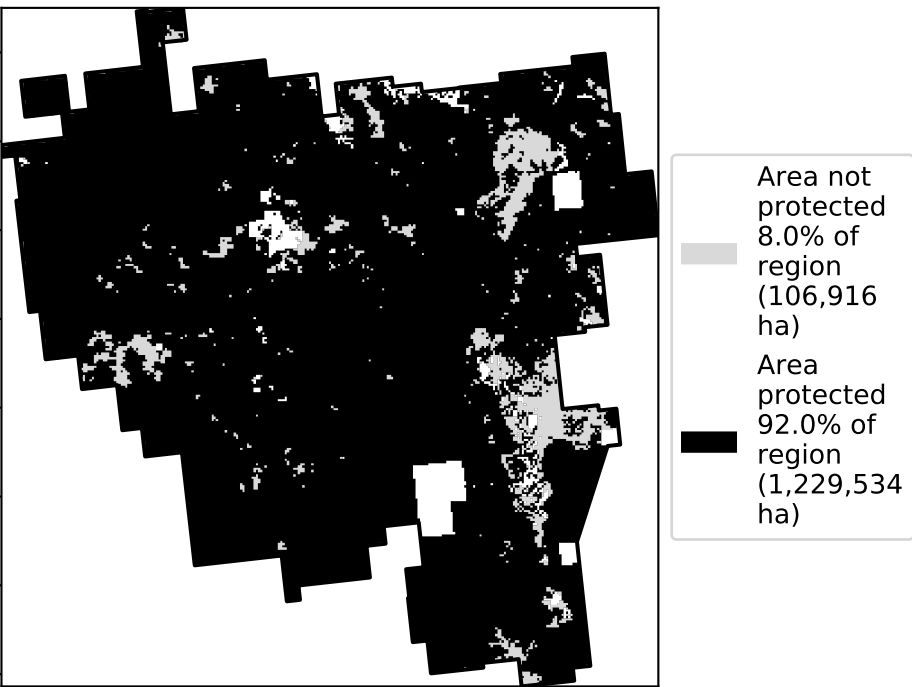 Area not
protected
8.0% of
region
(106,916
ha)
Area
protected
92.0% of
region
(1,229,534
ha)